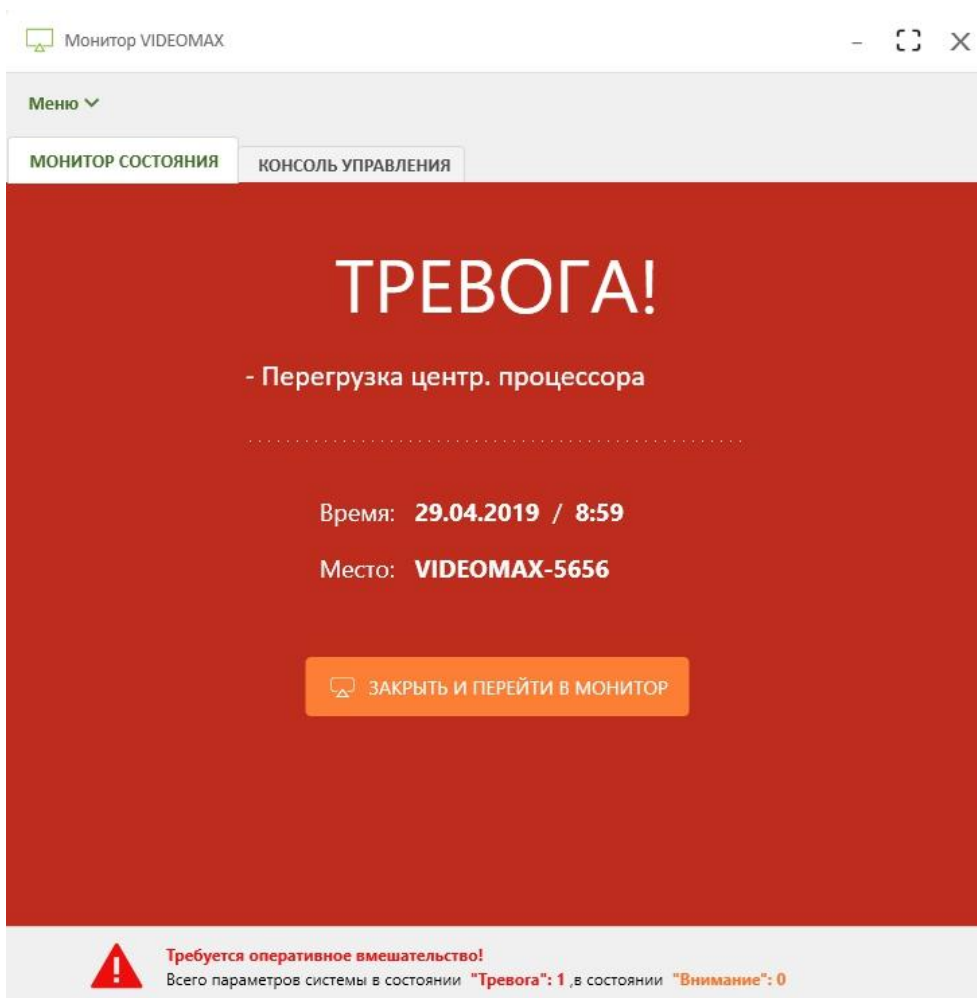 Монитор VIDEOMAX
Меню
МОНИТОР СОСТОЯНИЯ
КОНСОЛЬ УПРАВЛЕНИЯ
ТРЕВОГА!
- Перегрузка центр. процессора
Время: 29.04.2019 / 8:59
Место: VIDEOMAX-5656
ЗАКРЫТЬ И ПЕРЕЙТИ В МОНИТОР
Требуется оперативное вмешательство!
Всего параметров системы в состоянии "Тревога": 1 ,в состоянии "Внимание": 0